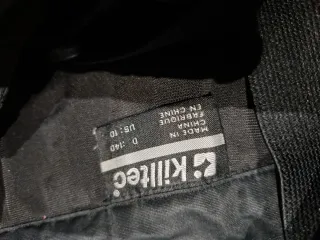 killtec
D : 140
US : 10
MADE IN
CHINA
FABRIQUE
EN CHINE